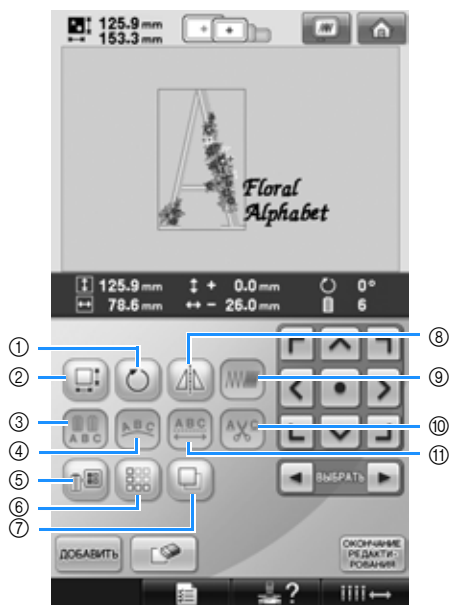 125.9 mm
153.3 mm
Floral
Alphabet
125.9 mm + 0.0 mm 0°
78.6 mm - 26.0 mm 6
①
②
③
④
⑤
⑥
⑦
⑧
⑨
⑩
⑪
A B C
ABC
ABC
A C
ВЫБРАТЬ
ДОБАВИТЬ
ОКОНЧАНИЕ
РЕДАКТИ-
РОВАНИЯ
?